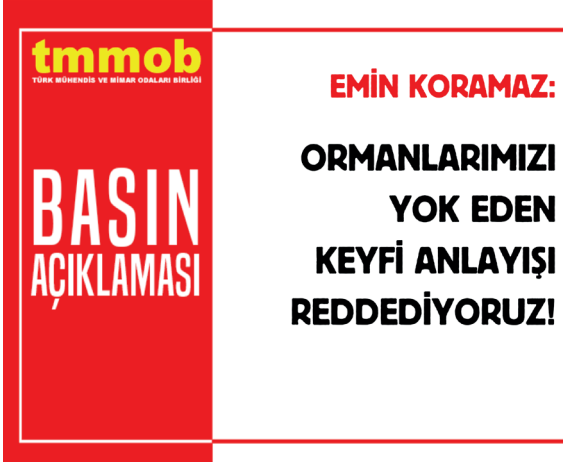 tmmob
TÜRK MÜHENDİS VE MİMAR ODALARI BİRLİĞİ
BASIN
AÇIKLAMASI
EMİN KORAMAZ:
ORMANLARIMIZI
YOK EDEN
KEYFİ ANLAYIŞI
REDDEDİYORUZ!